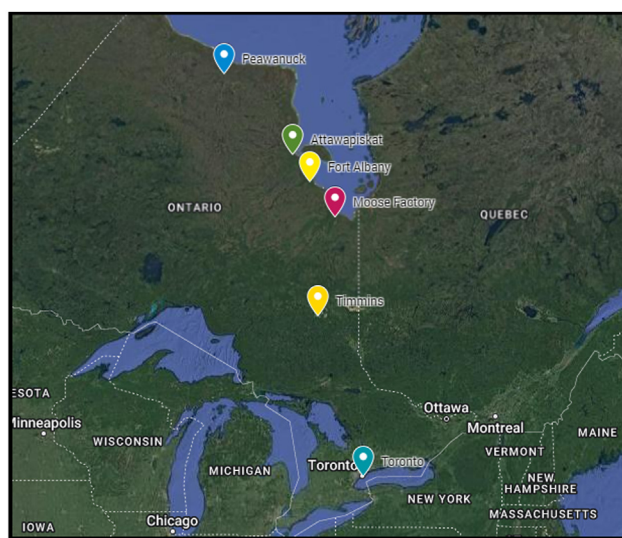 Peawanuck
Attawapiskat
Fort Albany
Moose Factory
ONTARIO
QUEBEC
Timmins
ESOTA
Minneapolis
WISCONSIN
MICHIGAN
Ottawa
Montreal
MAINE
VERMONT
Toronto
Toronto
NEW
HAMPSHIRE
NEW YORK
MASSACHUSETTS
Chicago
IOWA